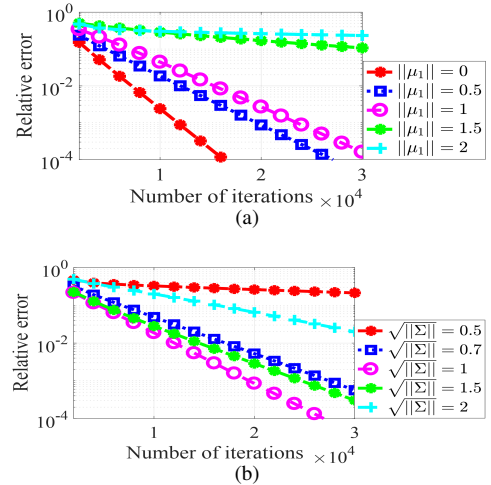 10^0
10^-2
10^-4
Relative error
1
2
3
Number of iterations ×10^4
||μ₁|| = 0
||μ₁|| = 0.5
||μ₁|| = 1
||μ₁|| = 1.5
||μ₁|| = 2
(a)
10^0
10^-2
10^-4
Relative error
1
2
3
Number of iterations ×10^4
√||Σ|| = 0.5
√||Σ|| = 0.7
√||Σ|| = 1
√||Σ|| = 1.5
√||Σ|| = 2
(b)